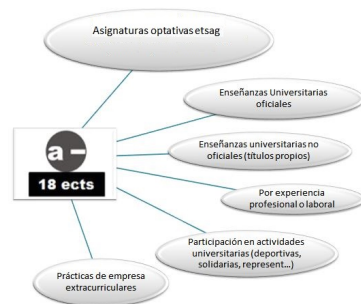 Asignaturas optativas etsag
Enseñanzas Universitarias
oficiales
a -
18 ects
Enseñanzas universitarias no
oficiales (títulos propios)
Por experiencia
profesional o laboral
Participación en actividades
universitarias (deportivas,
solidarias, represent...)
Prácticas de empresa
extracurriculares